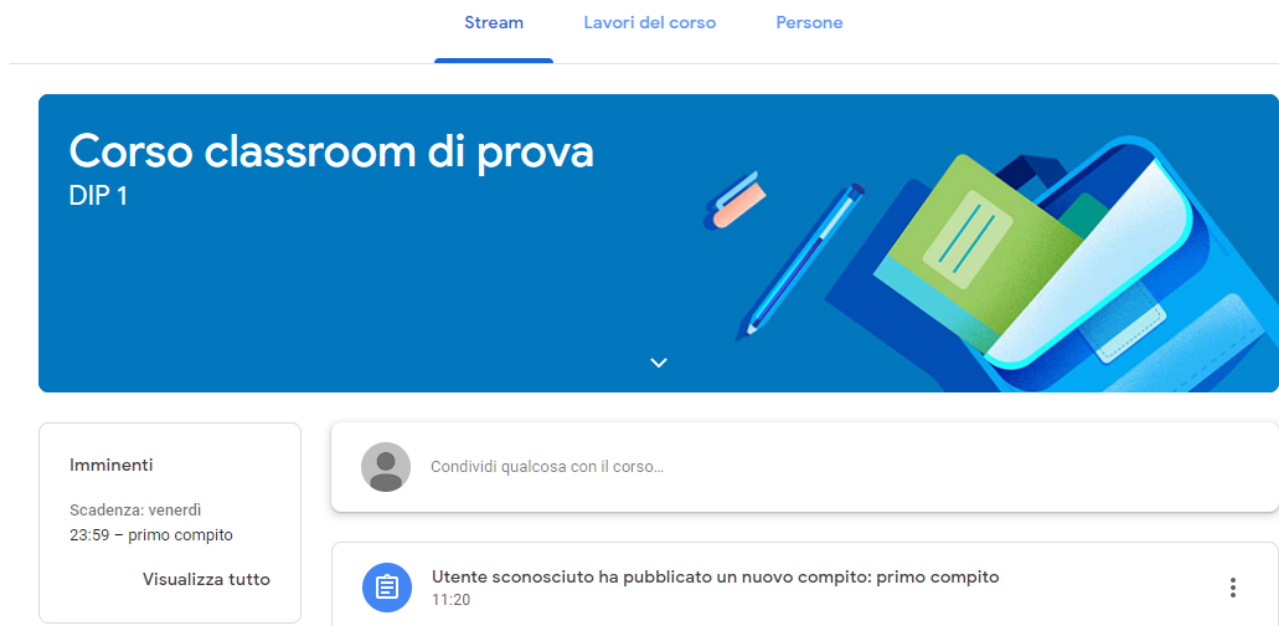 Stream
Lavori del corso
Persone
Corso classroom di prova
DIP 1
Imminenti
Scadenza: venerdì
23:59 – primo compito
Visualizza tutto
Condividi qualcosa con il corso...
Utente sconosciuto ha pubblicato un nuovo compito: primo compito
11:20